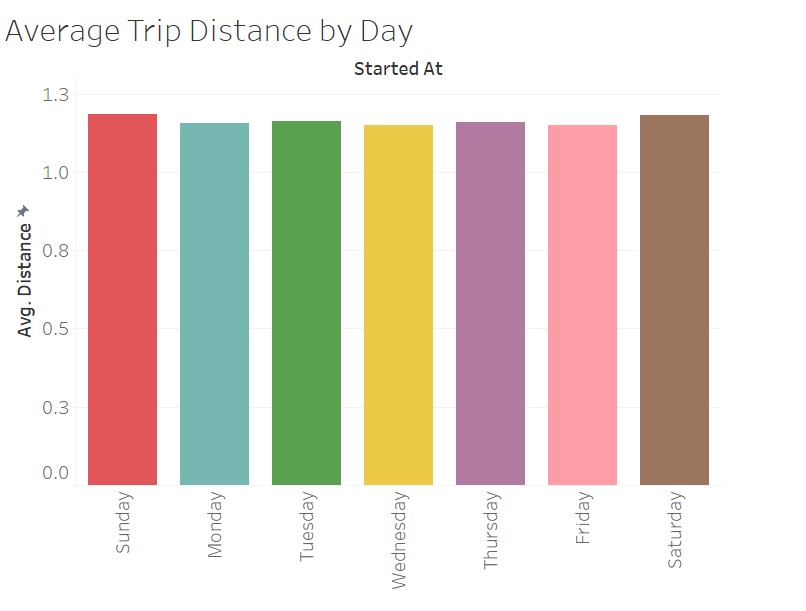 Average Trip Distance by Day
Started At
Avg. Distance
1.3
1.0
0.8
0.5
0.3
0.0
Sunday
Monday
Tuesday
Wednesday
Thursday
Friday
Saturday